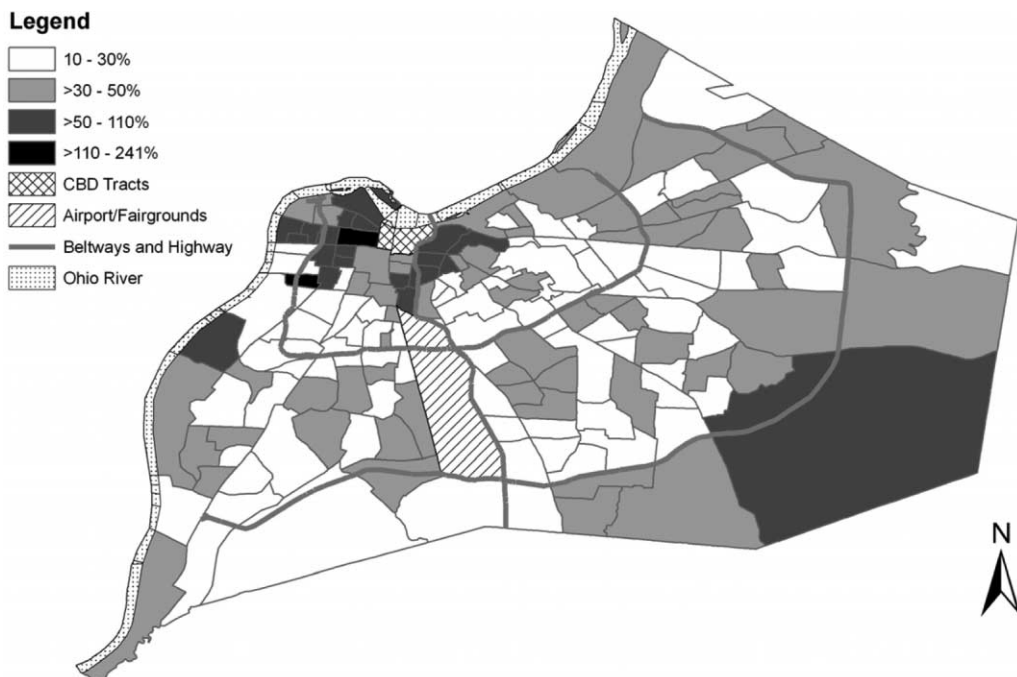 Legend
10 - 30%
>30 - 50%
>50 - 110%
>110 - 241%
CBD Tracts
Airport/Fairgrounds
Beltways and Highway
Ohio River
N